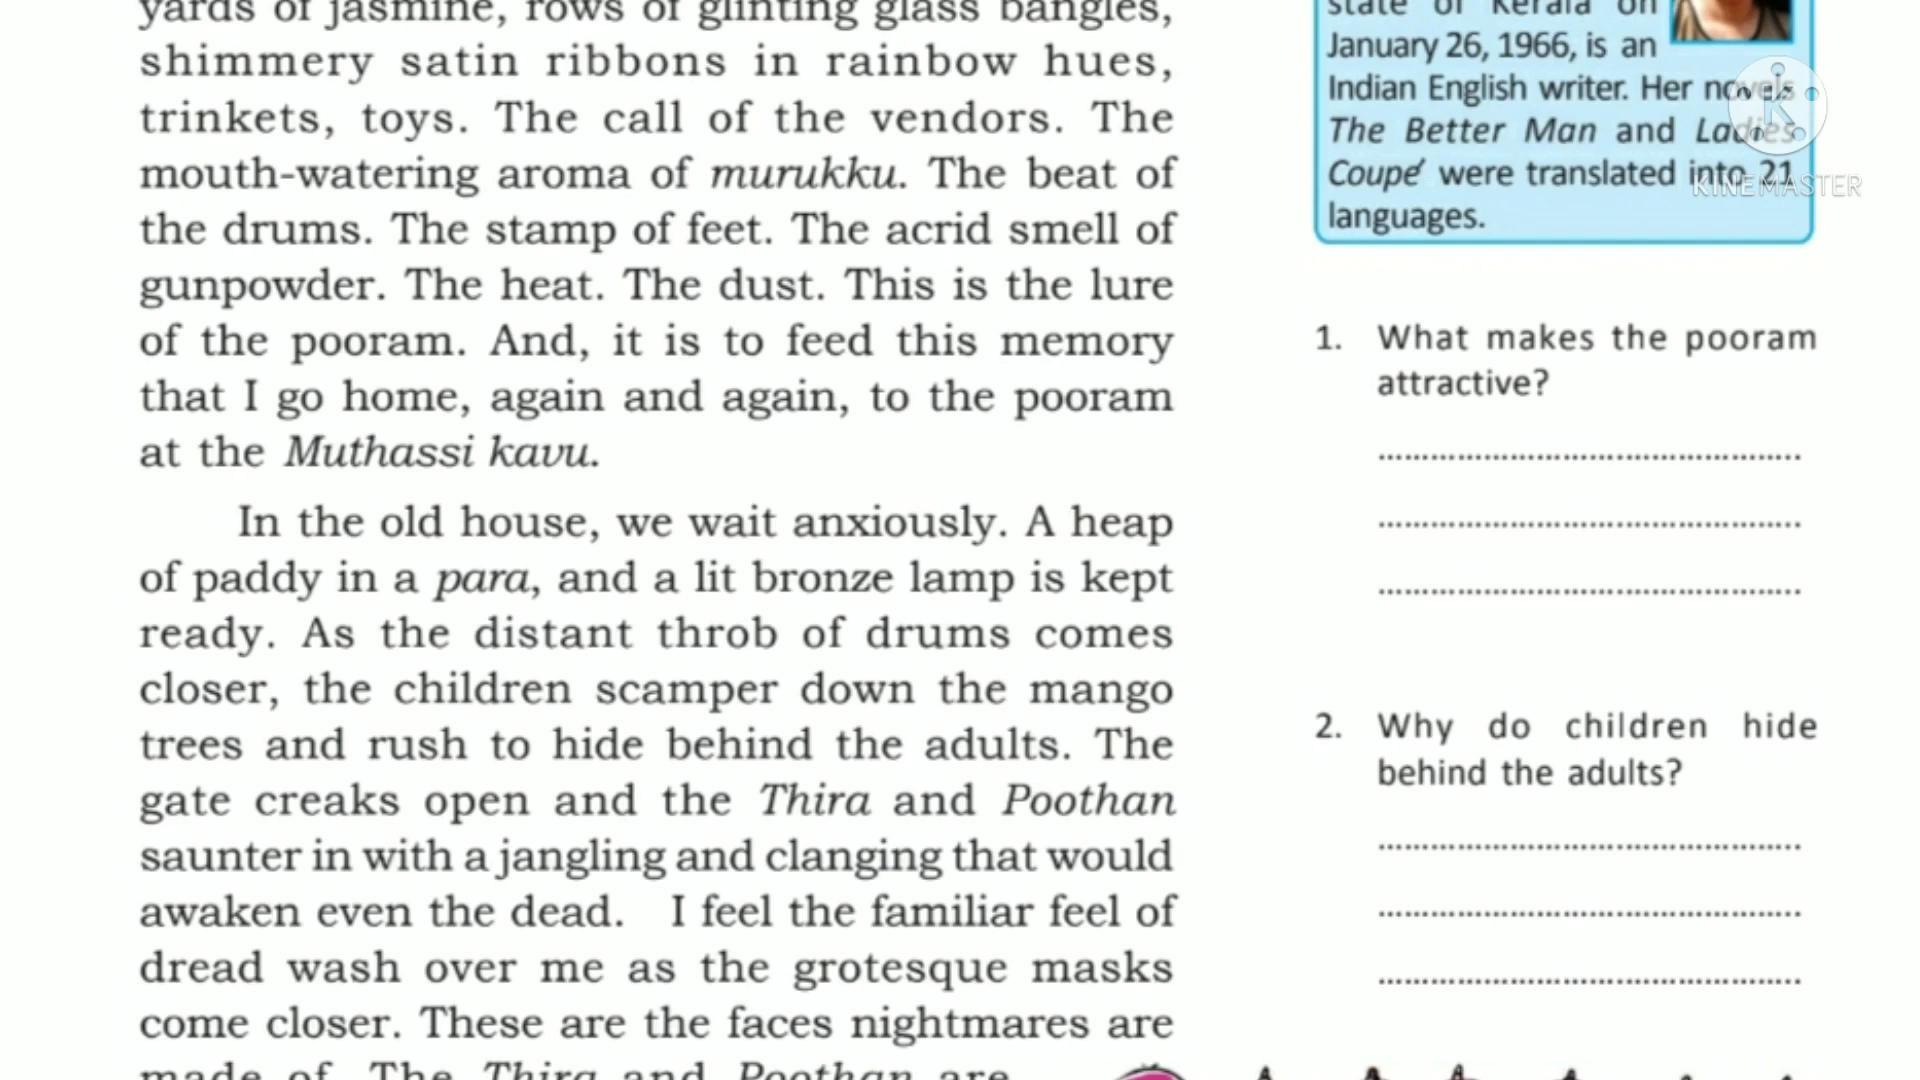 yards of jasmine, rows of glinting glass bangles,
shimmery satin ribbons in rainbow hues,
trinkets, toys. The call of the vendors. The
mouth-watering aroma of murukku. The beat of
the drums. The stamp of feet. The acrid smell of
gunpowder. The heat. The dust. This is the lure
of the pooram. And, it is to feed this memory
that I go home, again and again, to the pooram
at the Muthassi kavu.
In the old house, we wait anxiously. A heap
of paddy in a para, and a lit bronze lamp is kept
ready. As the distant throb of drums comes
closer, the children scamper down the mango
trees and rush to hide behind the adults. The
gate creaks open and the Thira and Poothan
saunter in with a jangling and clanging that would
awaken even the dead. I feel the familiar feel of
dread wash over me as the grotesque masks
come closer. These are the faces nightmares are
made of. The Thira and Poothan are
state of Kerala on
January 26, 1966, is an
Indian English writer. Her novels
The Better Man and Ladies
Coupé were translated into 21
languages.
KINEMASTER
1. What makes the pooram
attractive?
2. Why do children hide
behind the adults?